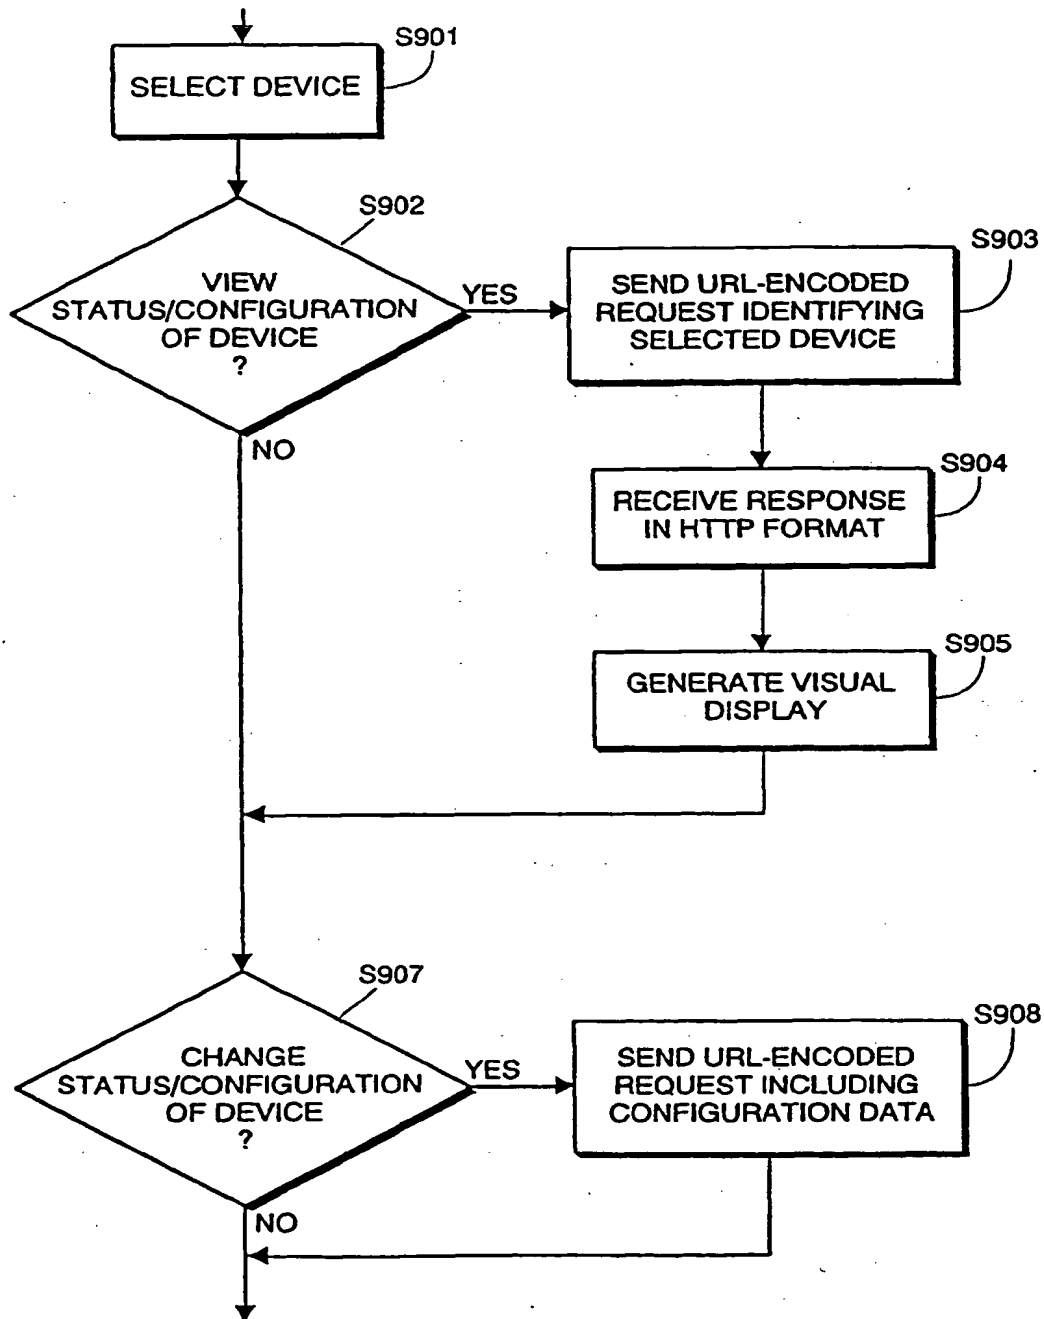 S901
SELECT DEVICE
S902
VIEW
STATUS/CONFIGURATION
OF DEVICE
?
YES
NO
S903
SEND URL-ENCODED
REQUEST IDENTIFYING
SELECTED DEVICE
S904
RECEIVE RESPONSE
IN HTTP FORMAT
S905
GENERATE VISUAL
DISPLAY
S907
CHANGE
STATUS/CONFIGURATION
OF DEVICE
?
YES
NO
S908
SEND URL-ENCODED
REQUEST INCLUDING
CONFIGURATION DATA